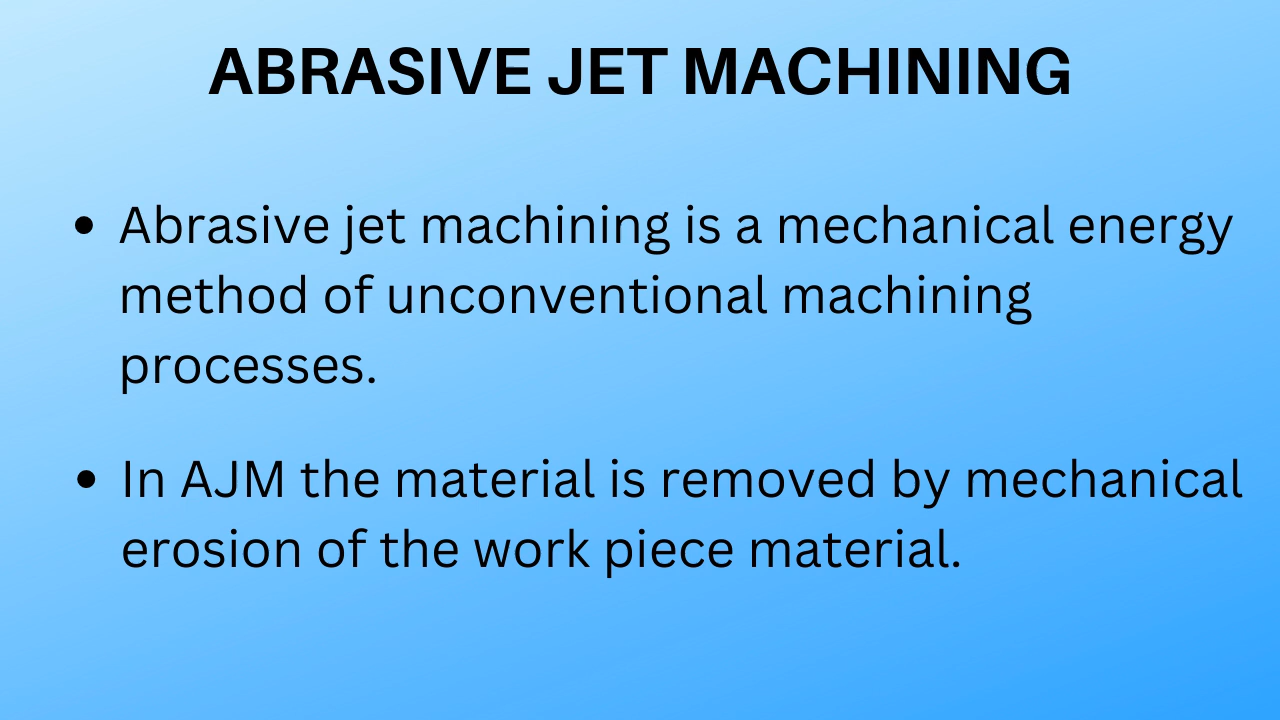 ABRASIVE JET MACHINING
• Abrasive jet machining is a mechanical energy
method of unconventional machining
processes.
• In AJM the material is removed by mechanical
erosion of the work piece material.